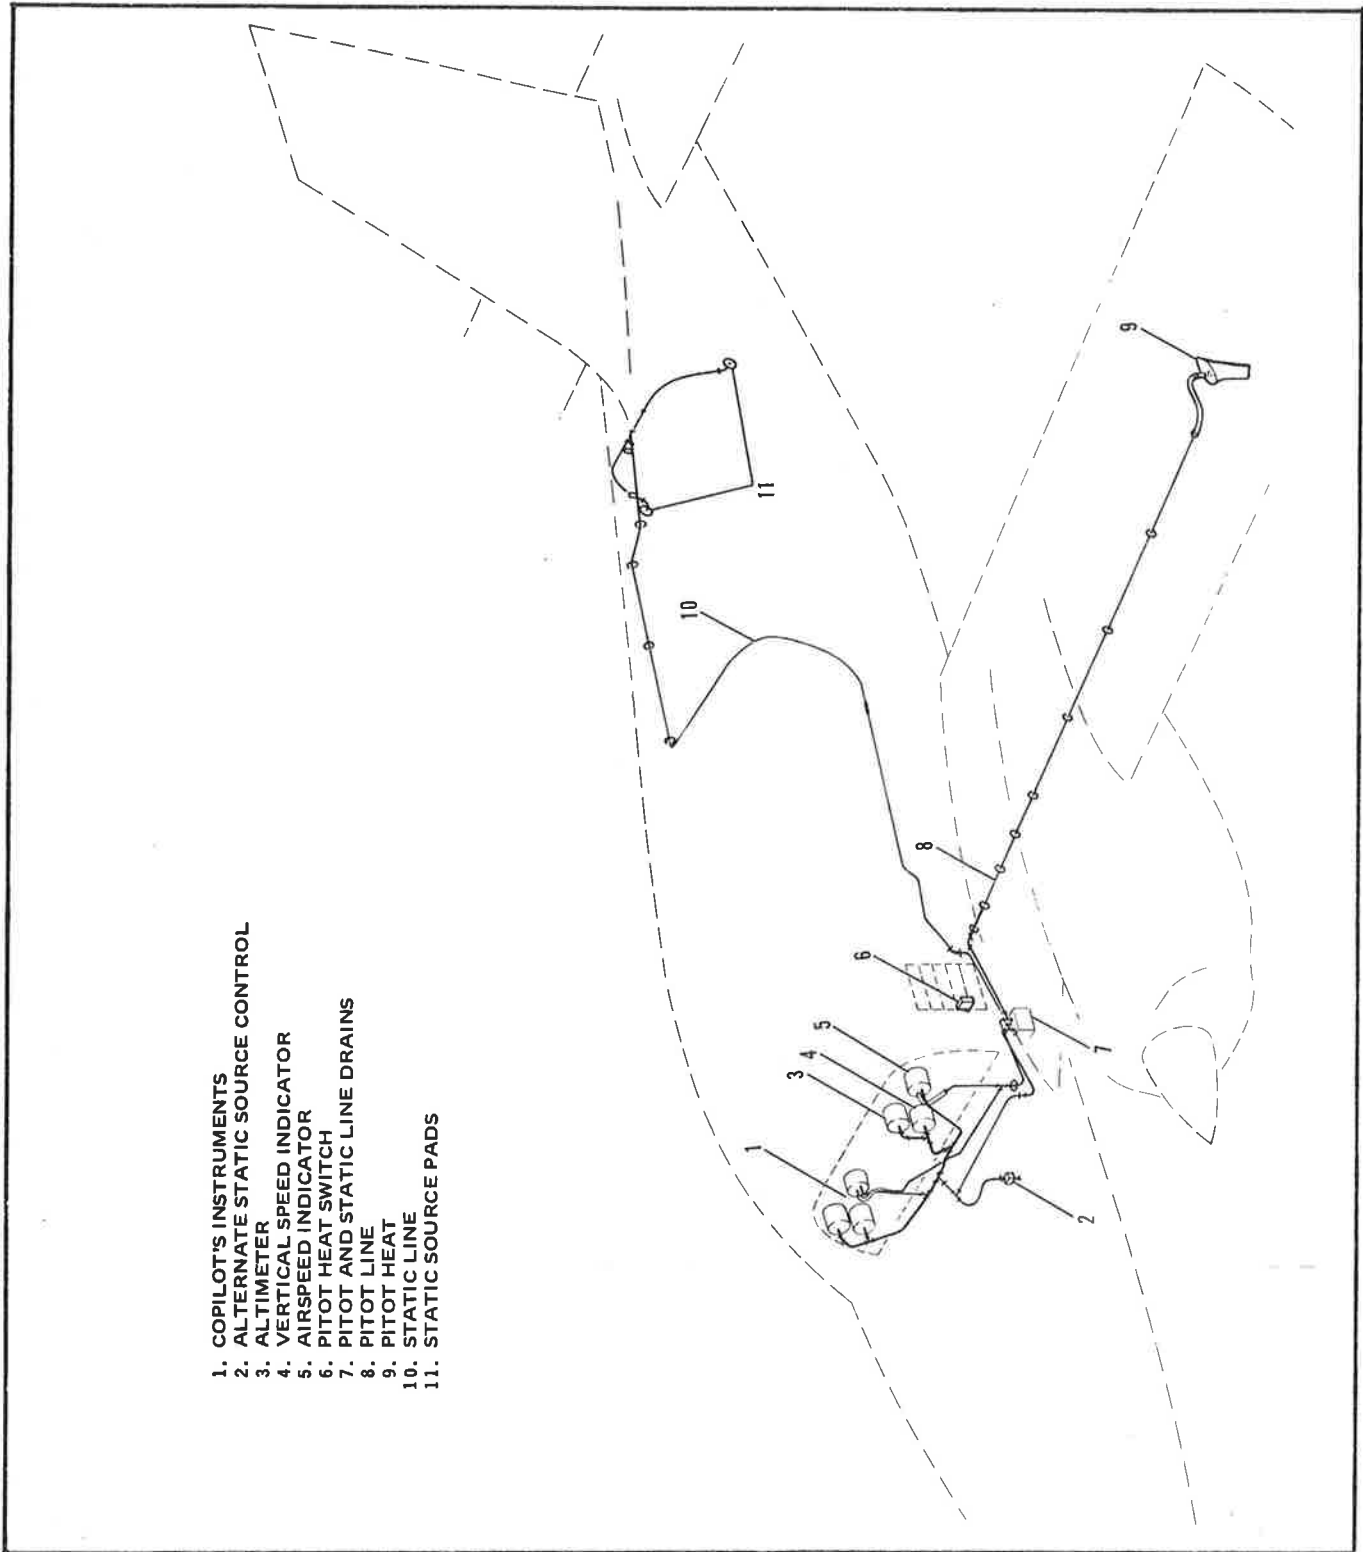 1. COPILOT'S INSTRUMENTS
2. ALTERNATE STATIC SOURCE CONTROL
3. ALTIMETER
4. VERTICAL SPEED INDICATOR
5. AIRSPEED INDICATOR
6. PITOT HEAT SWITCH
7. PITOT AND STATIC LINE DRAINS
8. PITOT LINE
9. PITOT HEAT
10. STATIC LINE
11. STATIC SOURCE PADS
1
2
3
4
5
6
7
8
9
10
11